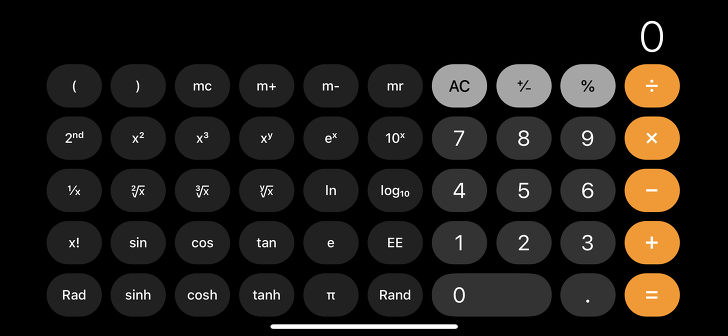 0
( ) mc m+ m- mr AC +/− % ÷
2ⁿᵈ x² x³ xʸ eˣ 10ˣ 7 8 9 ×
¹⁄ₓ ²√x ³√x ʸ√x ln log₁₀ 4 5 6 −
x! sin cos tan e EE 1 2 3 +
Rad sinh cosh tanh π Rand 0 . =